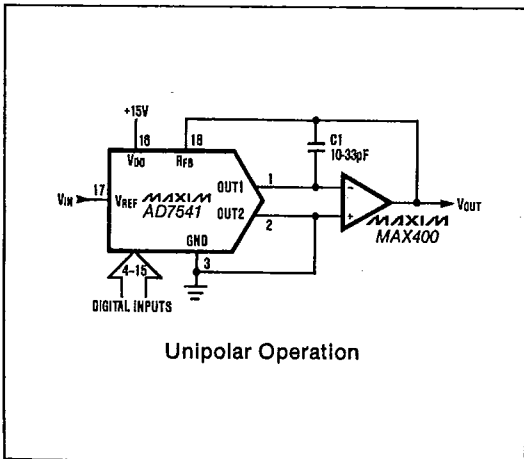 +15V
16
18
VDD
RFB
C1
10-33pF
VIN
17
VREF
MAXIM
AD7541
OUT1
1
OUT2
2
GND
3
4-15
DIGITAL INPUTS
-
+
VOUT
MAXIM
MAX400
Unipolar Operation